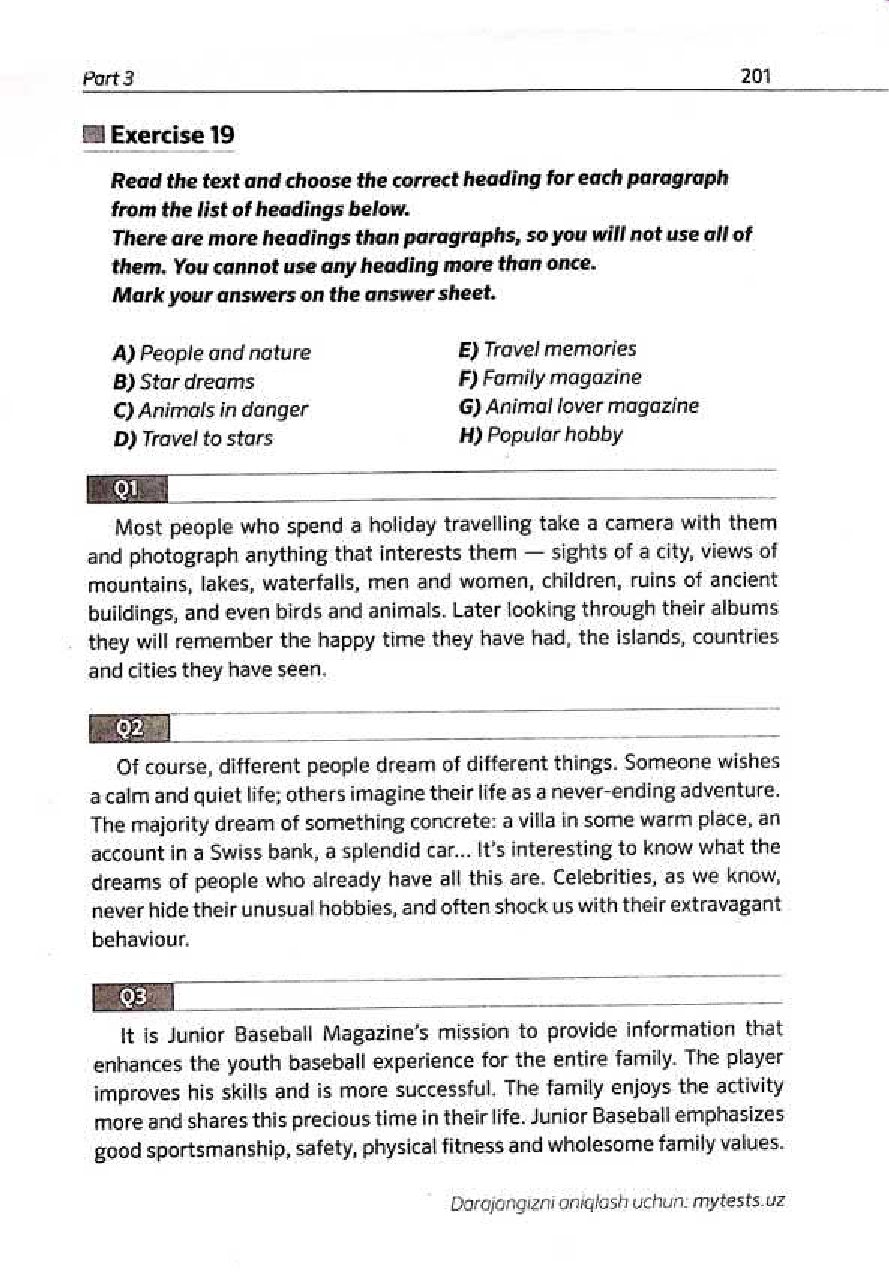 Part 3 201
Exercise 19
Read the text and choose the correct heading for each paragraph
from the list of headings below.
There are more headings than paragraphs, so you will not use all of
them. You cannot use any heading more than once.
Mark your answers on the answer sheet.
A) People and nature
B) Star dreams
C) Animals in danger
D) Travel to stars
E) Travel memories
F) Family magazine
G) Animal lover magazine
H) Popular hobby
Q1
Most people who spend a holiday travelling take a camera with them
and photograph anything that interests them — sights of a city, views of
mountains, lakes, waterfalls, men and women, children, ruins of ancient
buildings, and even birds and animals. Later looking through their albums
they will remember the happy time they have had, the islands, countries
and cities they have seen.
Q2
Of course, different people dream of different things. Someone wishes
a calm and quiet life; others imagine their life as a never-ending adventure.
The majority dream of something concrete: a villa in some warm place, an
account in a Swiss bank, a splendid car... It's interesting to know what the
dreams of people who already have all this are. Celebrities, as we know,
never hide their unusual hobbies, and often shock us with their extravagant
behaviour.
Q3
It is Junior Baseball Magazine's mission to provide information that
enhances the youth baseball experience for the entire family. The player
improves his skills and is more successful. The family enjoys the activity
more and shares this precious time in their life. Junior Baseball emphasizes
good sportsmanship, safety, physical fitness and wholesome family values.
Darajangizni aniqlash uchun: mytests.uz